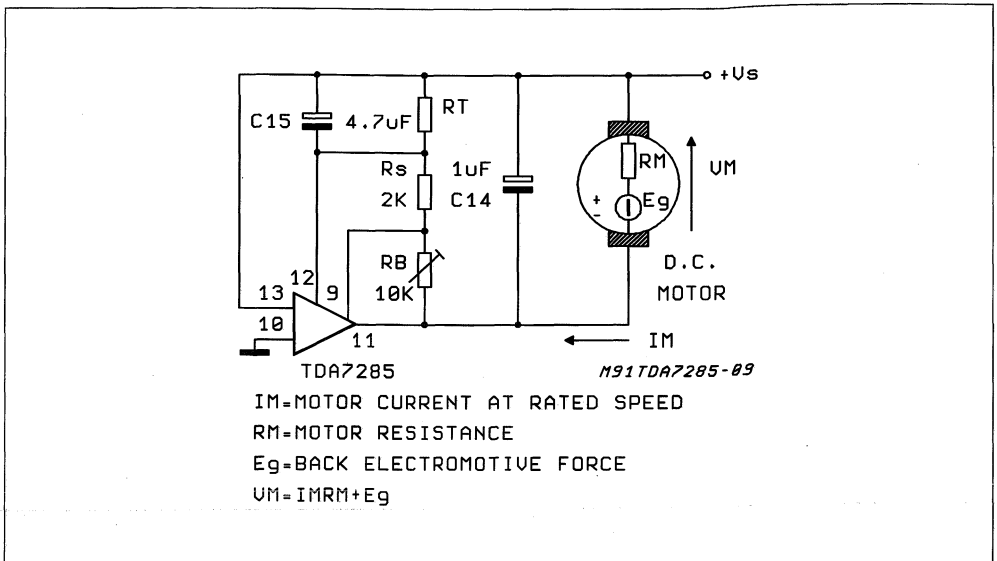 +Vs
C15 4.7uF RT
Rs 1uF RM VM
2K C14 + Eg
-
RB D.C.
12 10K MOTOR
13 9
10
11 IM
TDA7285 M91TDA7285-09
IM=MOTOR CURRENT AT RATED SPEED
RM=MOTOR RESISTANCE
Eg=BACK ELECTROMOTIVE FORCE
VM=IMRM+Eg